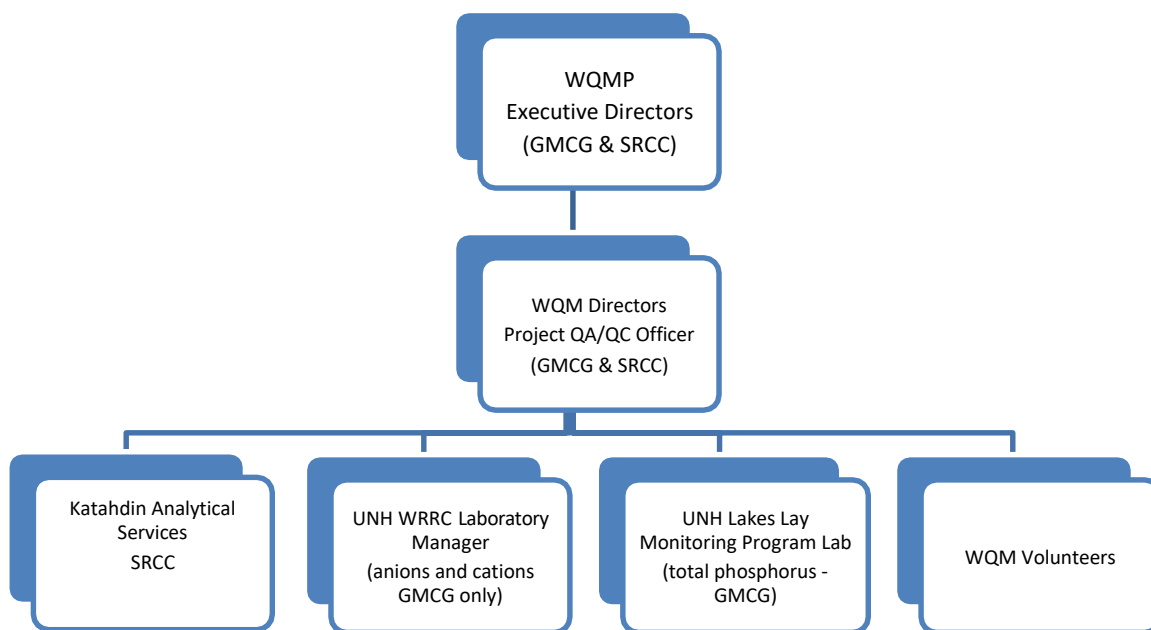 WQMP
Executive Directors
(GMCG & SRCC)
WQM Directors
Project QA/QC Officer
(GMCG & SRCC)
Katahdin Analytical
Services
SRCC
UNH WRRC Laboratory
Manager
(anions and cations
GMCG only)
UNH Lakes Lay
Monitoring Program Lab
(total phosphorus -
GMCG)
WQM Volunteers